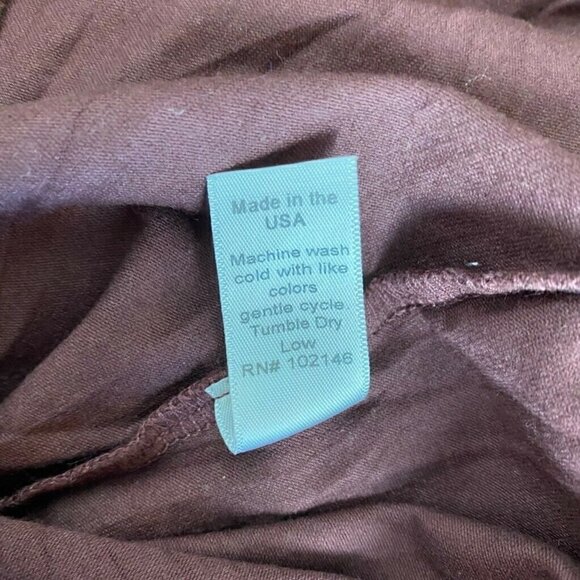 Made in the
USA
Machine wash
cold with like
colors
gentle cycle
Tumble Dry
Low
RN# 102146